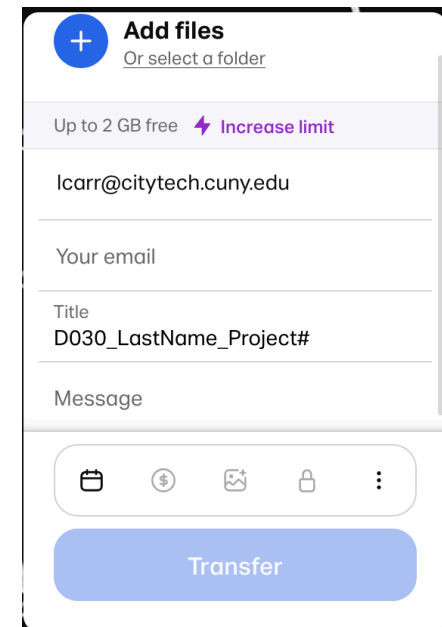 Add files
Or select a folder
Up to 2 GB free Increase limit
lcarr@citytech.cuny.edu
Your email
Title
D030_LastName_Project#
Message
Transfer